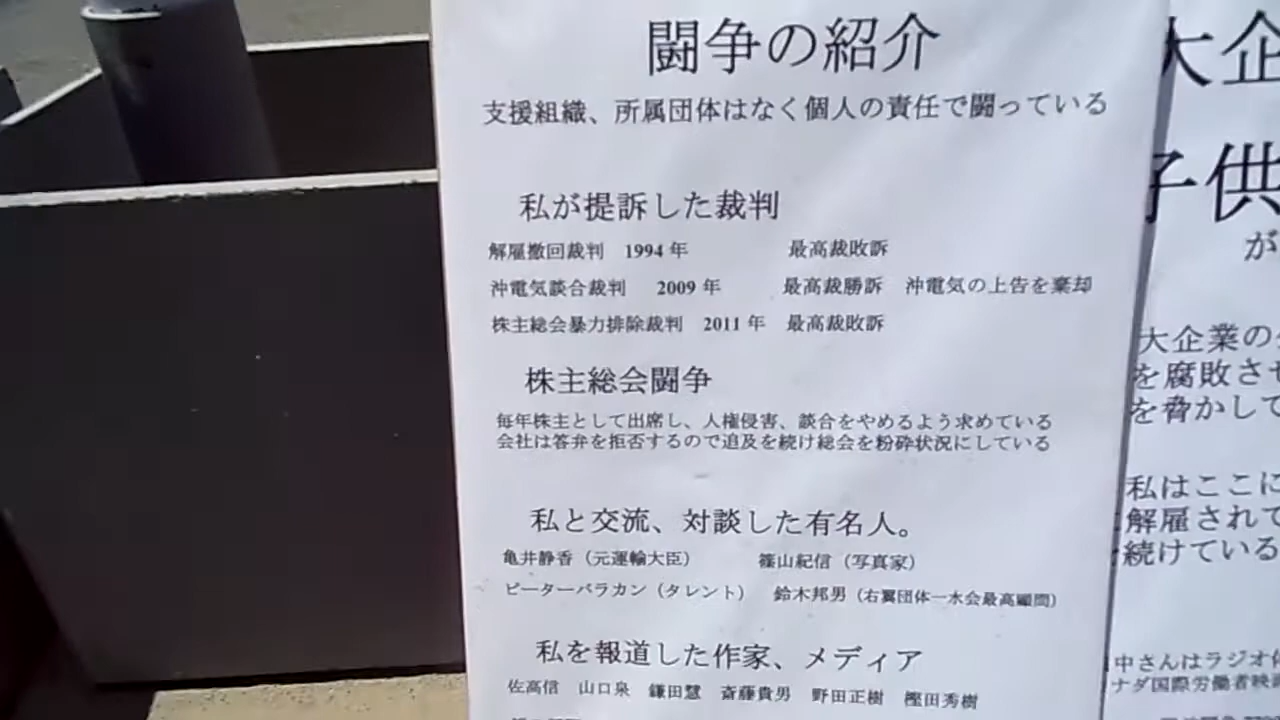 闘争の紹介
支援組織、所属団体はなく個人の責任で闘っている
私が提訴した裁判
解雇撤回裁判 1994年 最高裁敗訴
沖電気談合裁判 2009年 最高裁勝訴 沖電気の上告を棄却
株主総会暴力排除裁判 2011年 最高裁敗訴
株主総会闘争
毎年株主として出席し、人権侵害、談合をやめるよう求めている
会社は答弁を拒否するので追及を続け総会を粉砕状況にしている
私と交流、対談した有名人。
亀井静香（元運輸大臣） 篠山紀信（写真家）
ピーターバラカン（タレント） 鈴木邦男（右翼団体一水会最高顧問）
私を報道した作家、メディア
佐高信 山口泉 鎌田慧 斎藤貴男 野田正樹 樫田秀樹
大企
子供
が
大企業の
を腐敗させ
を脅かして
私はここに
解雇されて
続けている
中さんはラジオ
ナダ国際労働者映